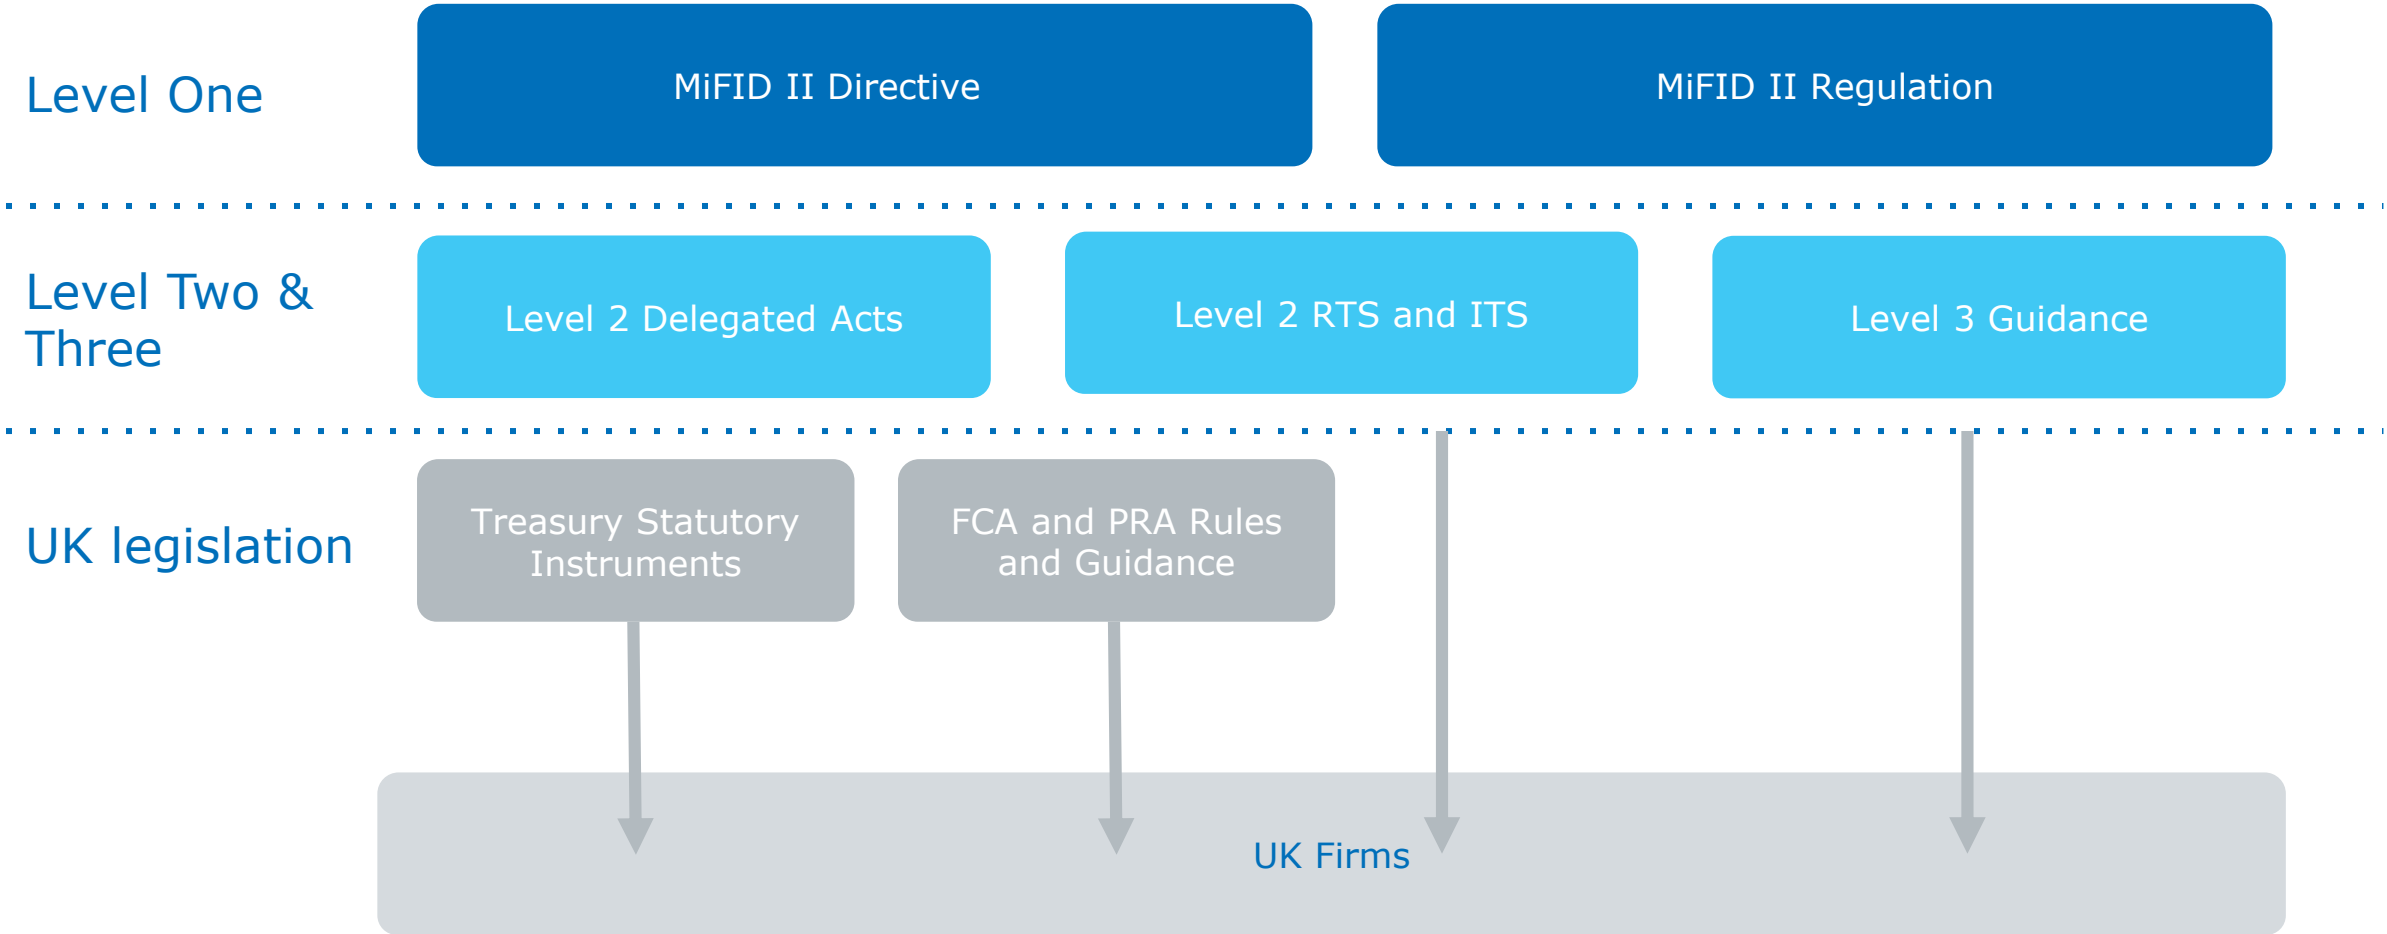 Level One
MiFID II Directive
MiFID II Regulation
Level Two &
Three
Level 2 Delegated Acts
Level 2 RTS and ITS
Level 3 Guidance
UK legislation
Treasury Statutory
Instruments
FCA and PRA Rules
and Guidance
UK Firms